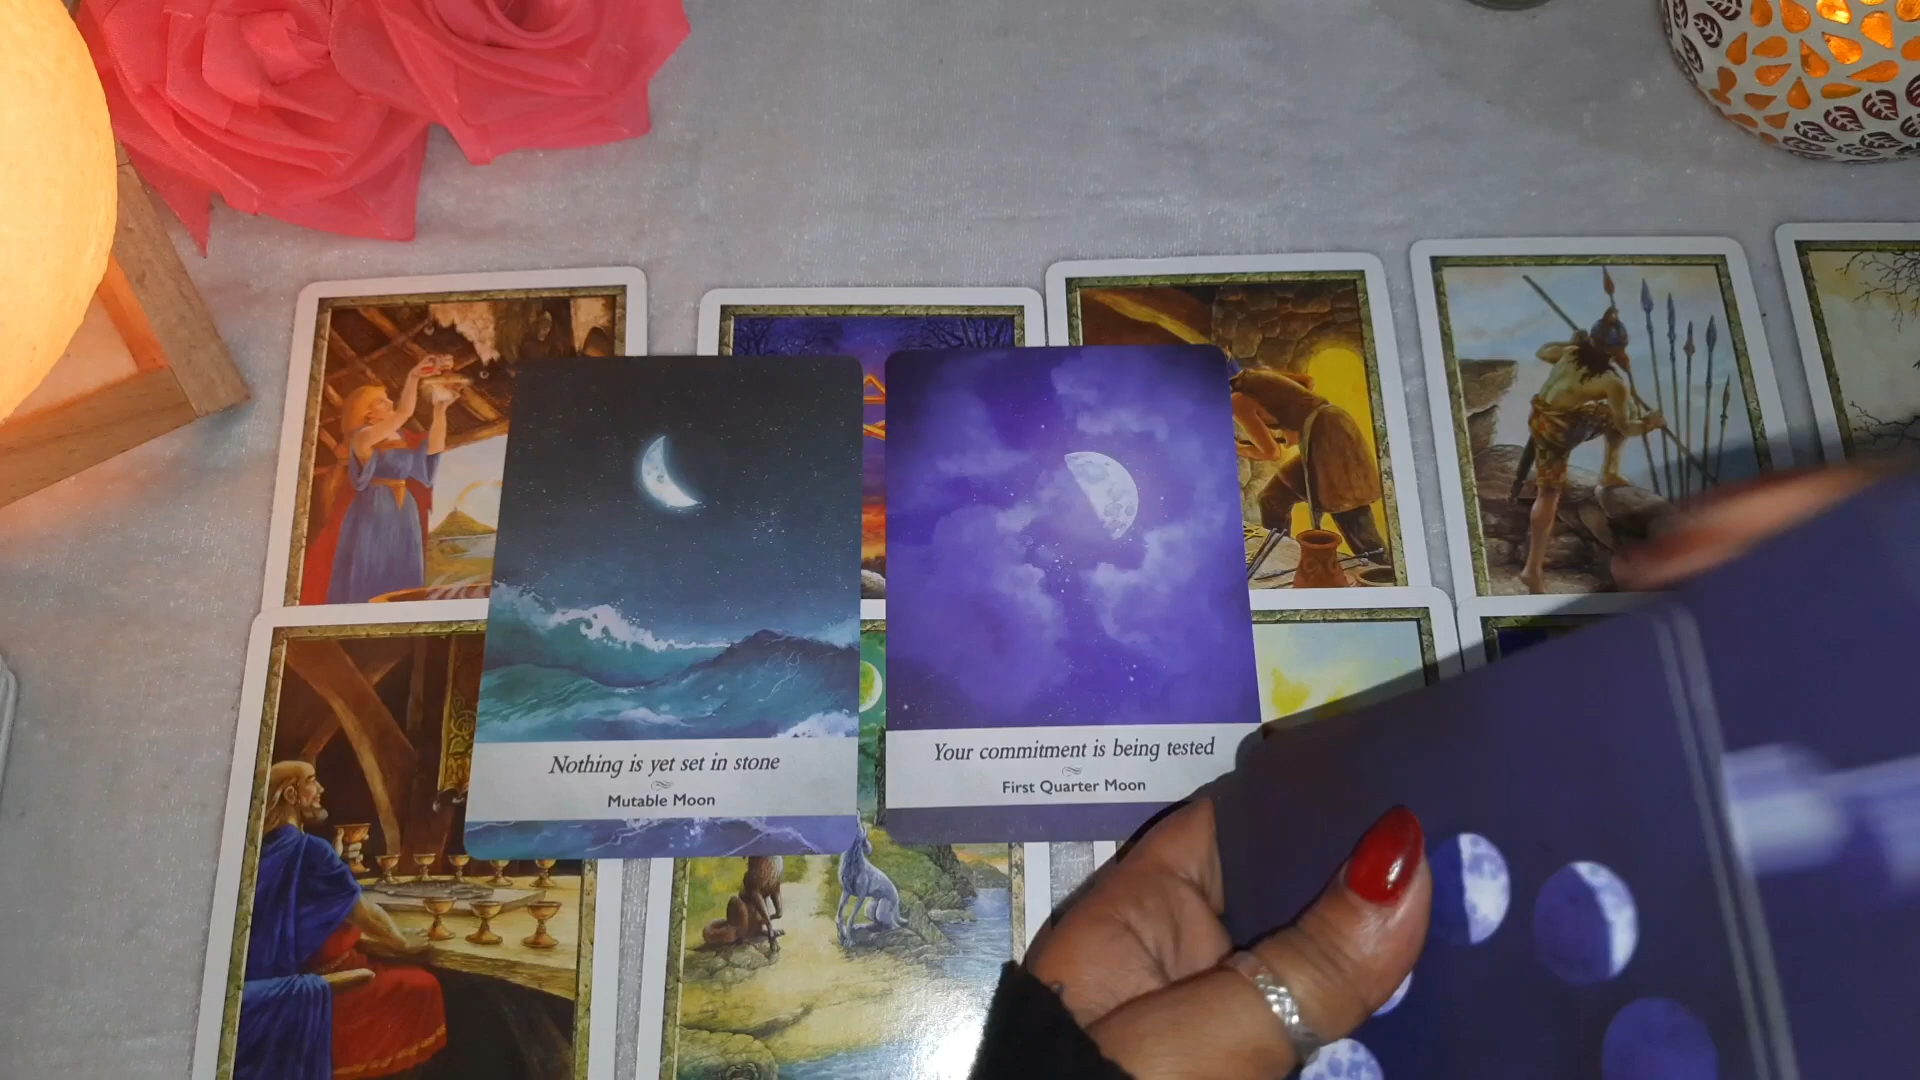 Nothing is yet set in stone
Mutable Moon
Your commitment is being tested
First Quarter Moon